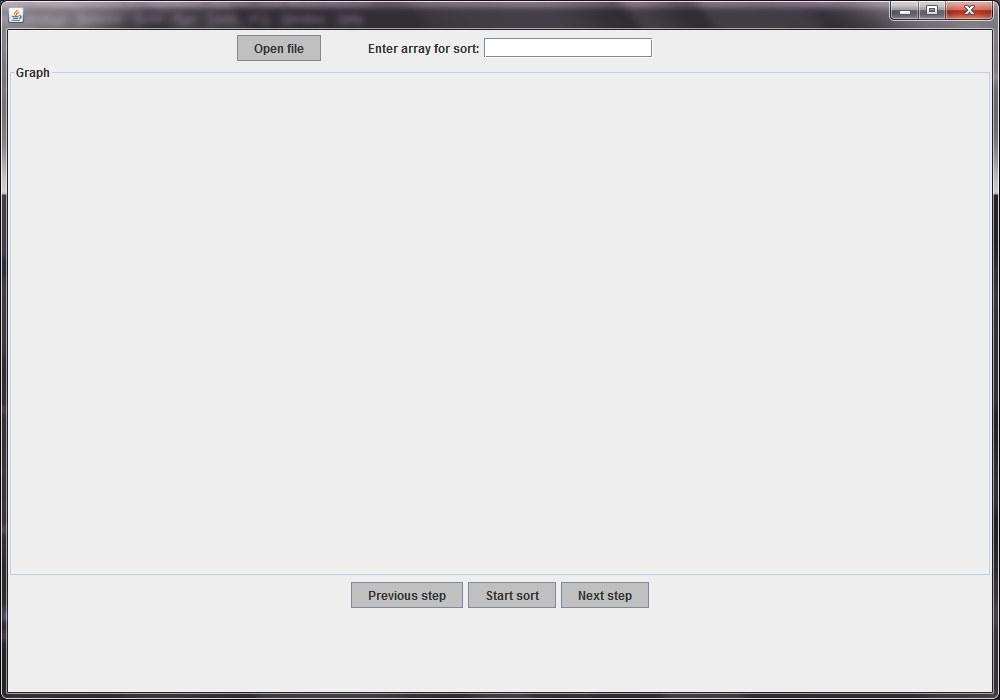 Open file Enter array for sort:
Graph
Previous step Start sort Next step